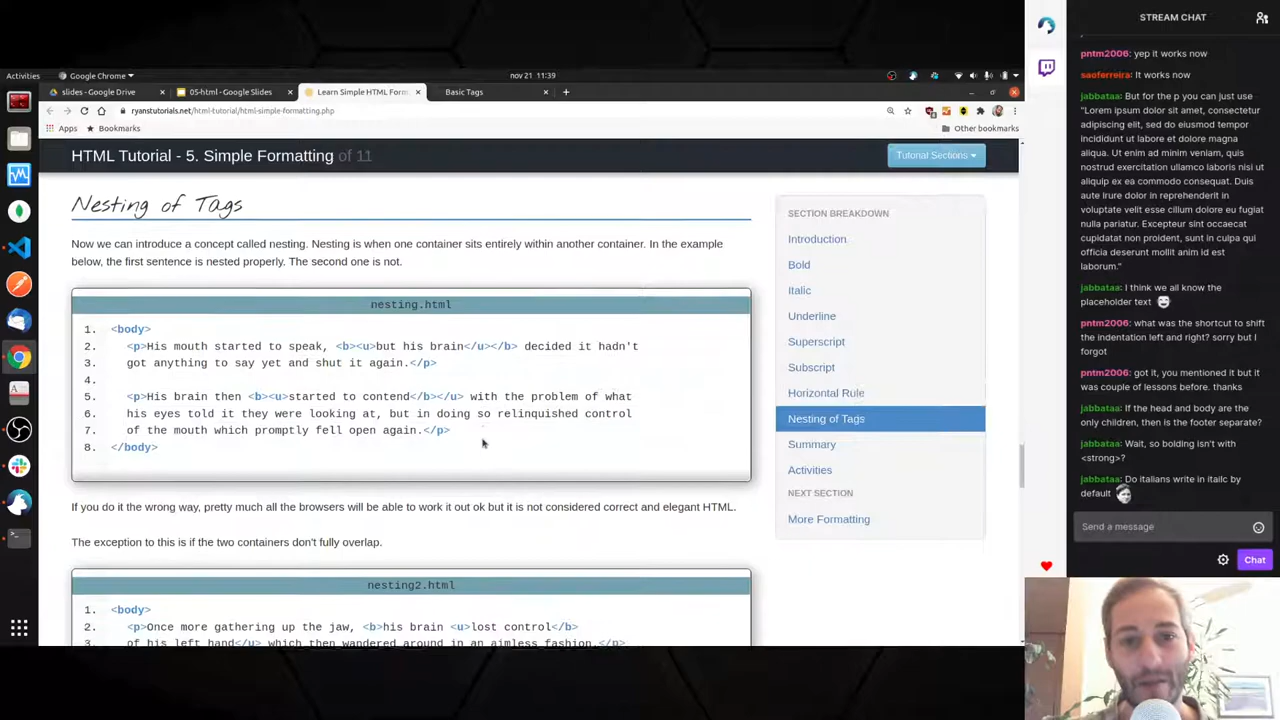 STREAM CHAT
Activities
Google Chrome
nov 21 11:39
slides - Google Drive
05-html - Google Slides
Learn Simple HTML Form
Basic Tags
ryanstutorials.net/html-tutorial/html-simple-formatting.php
Apps
Bookmarks
Other bookmarks
HTML Tutorial - 5. Simple Formatting of 11
Tutorial Sections
Nesting of Tags
Now we can introduce a concept called nesting. Nesting is when one container sits entirely within another container. In the example
below, the first sentence is nested properly. The second one is not.
nesting.html
1. <body>
2. <p>His mouth started to speak, <b><u>but his brain</u></b> decided it hadn't
3. got anything to say yet and shut it again.</p>
4.
5. <p>His brain then <b><u>started to contend</b></u> with the problem of what
6. his eyes told it they were looking at, but in doing so relinquished control
7. of the mouth which promptly fell open again.</p>
8. </body>
If you do it the wrong way, pretty much all the browsers will be able to work it out ok but it is not considered correct and elegant HTML.
The exception to this is if the two containers don't fully overlap.
nesting2.html
1. <body>
2. <p>Once more gathering up the jaw, <b>his brain <u>lost control</b>
3. of his left hand</u> which then wandered around in an aimless fashion.</p>
SECTION BREAKDOWN
Introduction
Bold
Italic
Underline
Superscript
Subscript
Horizontal Rule
Nesting of Tags
Summary
Activities
NEXT SECTION
More Formatting
pntm2006: yep it works now
saoferreira: It works now
jabbataa: But for the p you can just use
"Lorem ipsum dolor sit amet, consectetur
adipiscing elit, sed do eiusmod tempor
incididunt ut labore et dolore magna
aliqua. Ut enim ad minim veniam, quis
nostrud exercitation ullamco laboris nisi ut
aliquip ex ea commodo consequat. Duis
aute irure dolor in reprehenderit in
voluptate velit esse cillum dolore eu fugiat
nulla pariatur. Excepteur sint occaecat
cupidatat non proident, sunt in culpa qui
officia deserunt mollit anim id est
laborum."
jabbataa: I think we all know the
placeholder text
pntm2006: what was the shortcut to shift
the indentation left and right? sorry but I
forgot
pntm2006: got it, you mentioned it but it
was couple of lessons before. thanks
jabbataa: If the head and body are the
only children, then is the footer separate?
jabbataa: Wait, so bolding isn't with
<strong>?
jabbataa: Do italians write in itailc by
default
Send a message
Chat